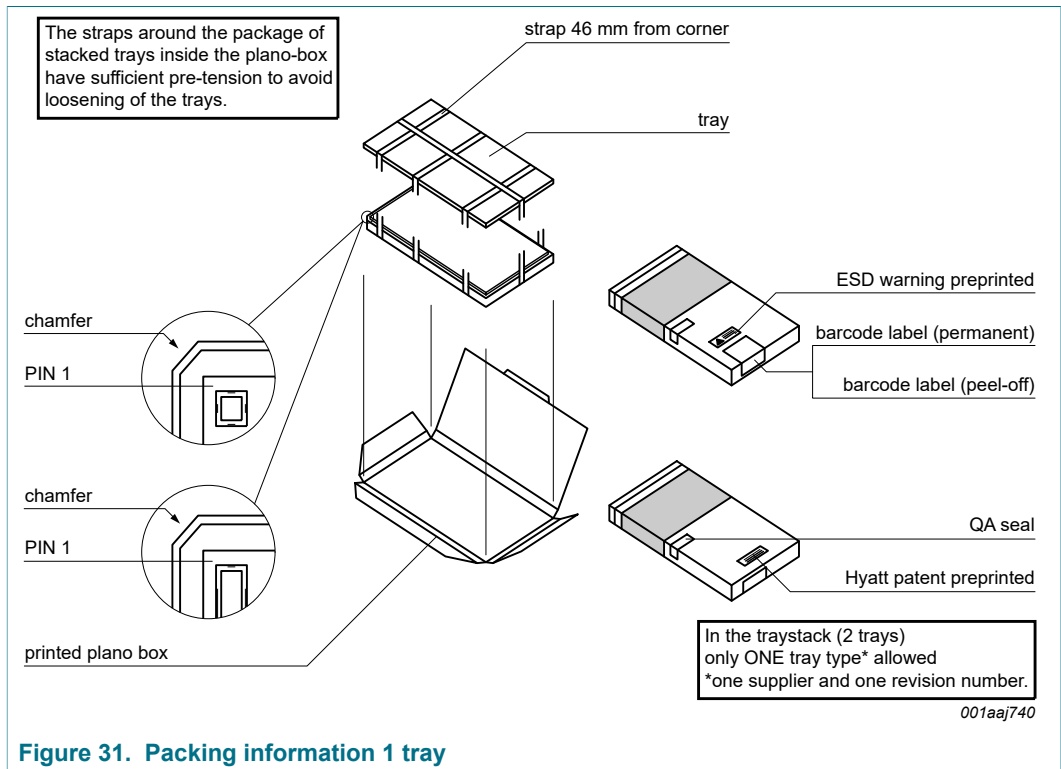 The straps around the package of
stacked trays inside the plano-box
have sufficient pre-tension to avoid
loosening of the trays.
strap 46 mm from corner
tray
chamfer
PIN 1
ESD warning preprinted
barcode label (permanent)
barcode label (peel-off)
chamfer
PIN 1
QA seal
Hyatt patent preprinted
printed plano box
In the traystack (2 trays)
only ONE tray type* allowed
*one supplier and one revision number.
001aaj740
Figure 31. Packing information 1 tray